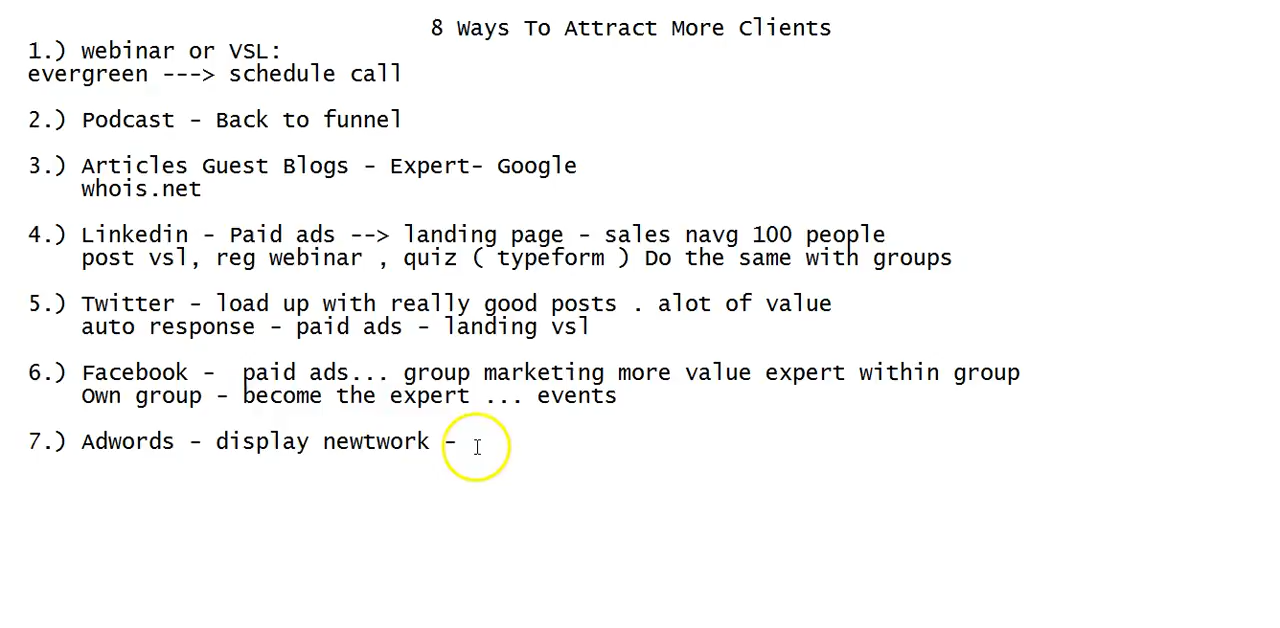 8 Ways To Attract More Clients
1.) webinar or VSL:
evergreen ---> schedule call
2.) Podcast - Back to funnel
3.) Articles Guest Blogs - Expert- Google
whois.net
4.) Linkedin - Paid ads --> landing page - sales navg 100 people
post vsl, reg webinar , quiz ( typeform ) Do the same with groups
5.) Twitter - load up with really good posts . alot of value
auto response - paid ads - landing vsl
6.) Facebook -  paid ads... group marketing more value expert within group
Own group - become the expert ... events
7.) Adwords - display newtwork -